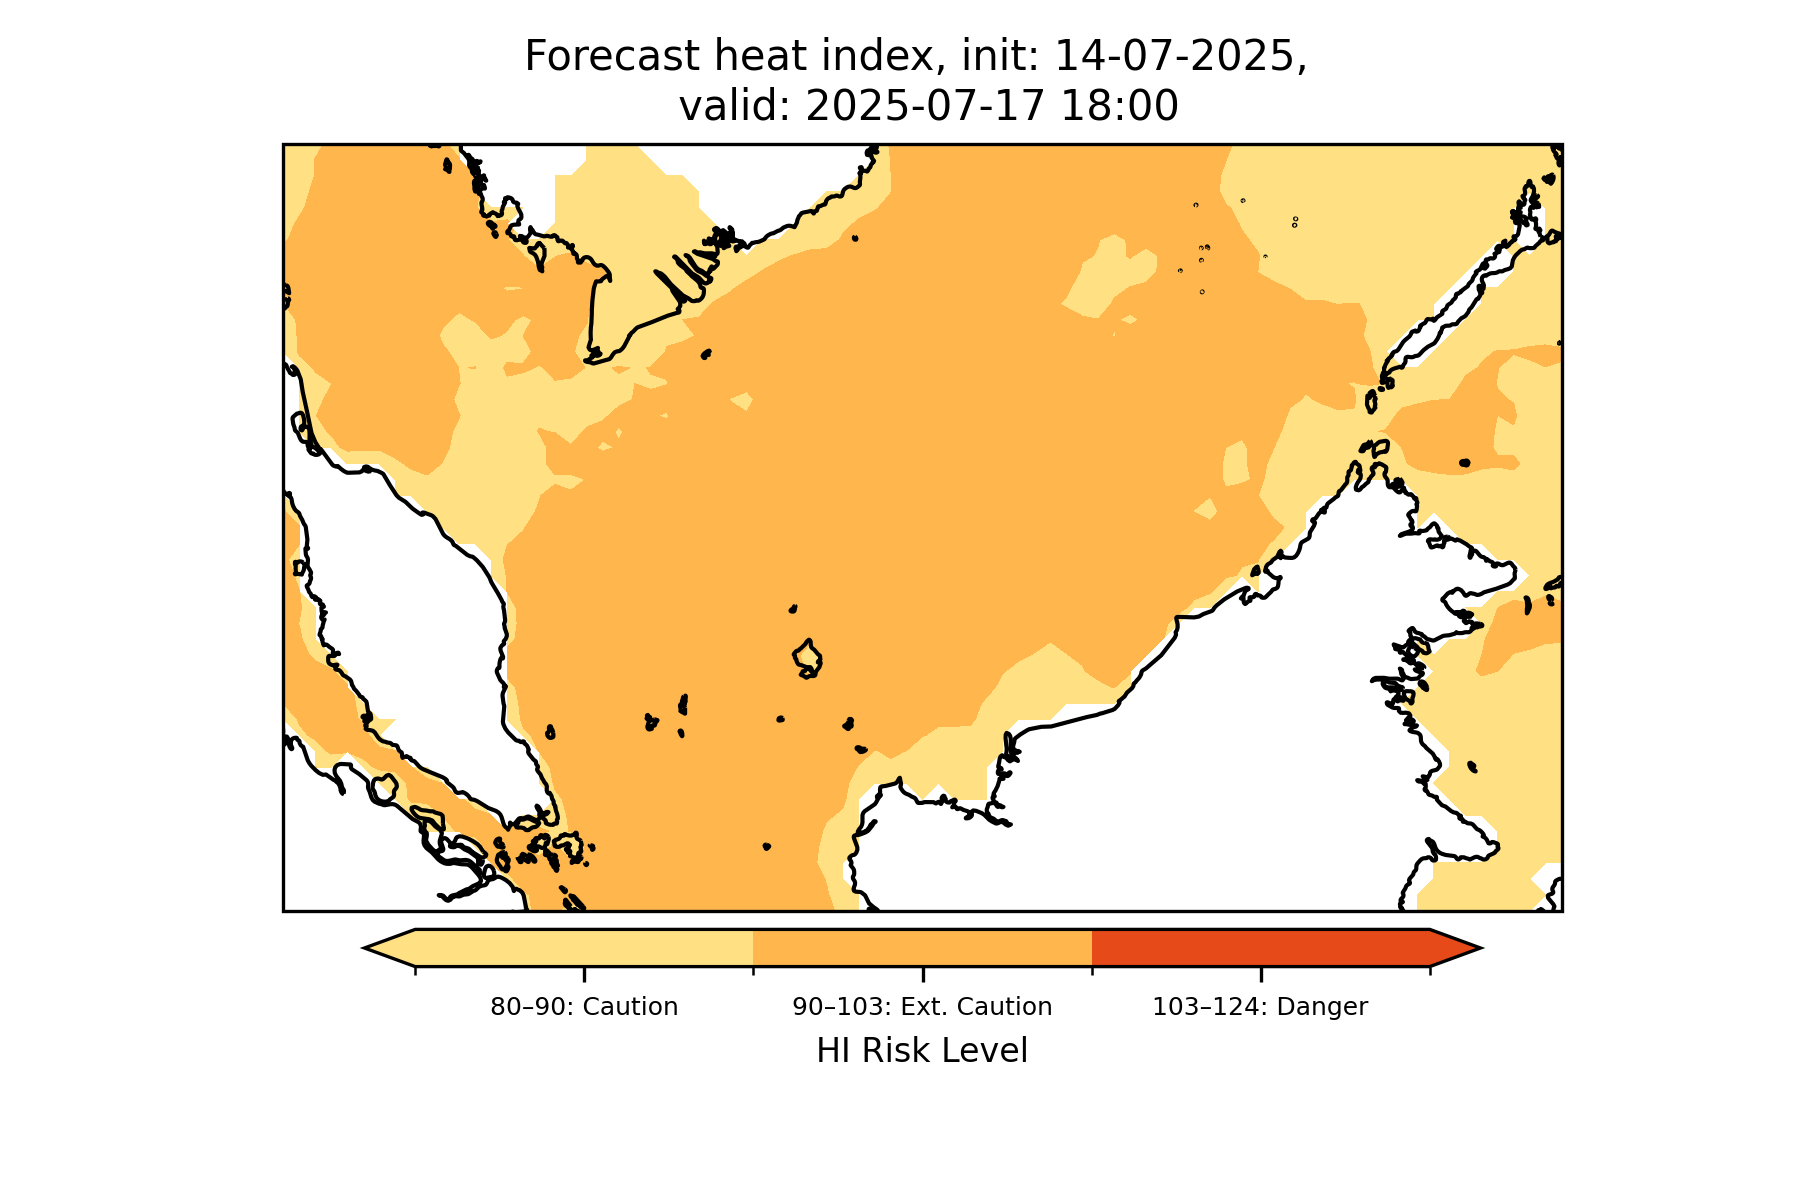 Forecast heat index, init: 14-07-2025,
valid: 2025-07-17 18:00
80–90: Caution
90–103: Ext. Caution
103–124: Danger
HI Risk Level